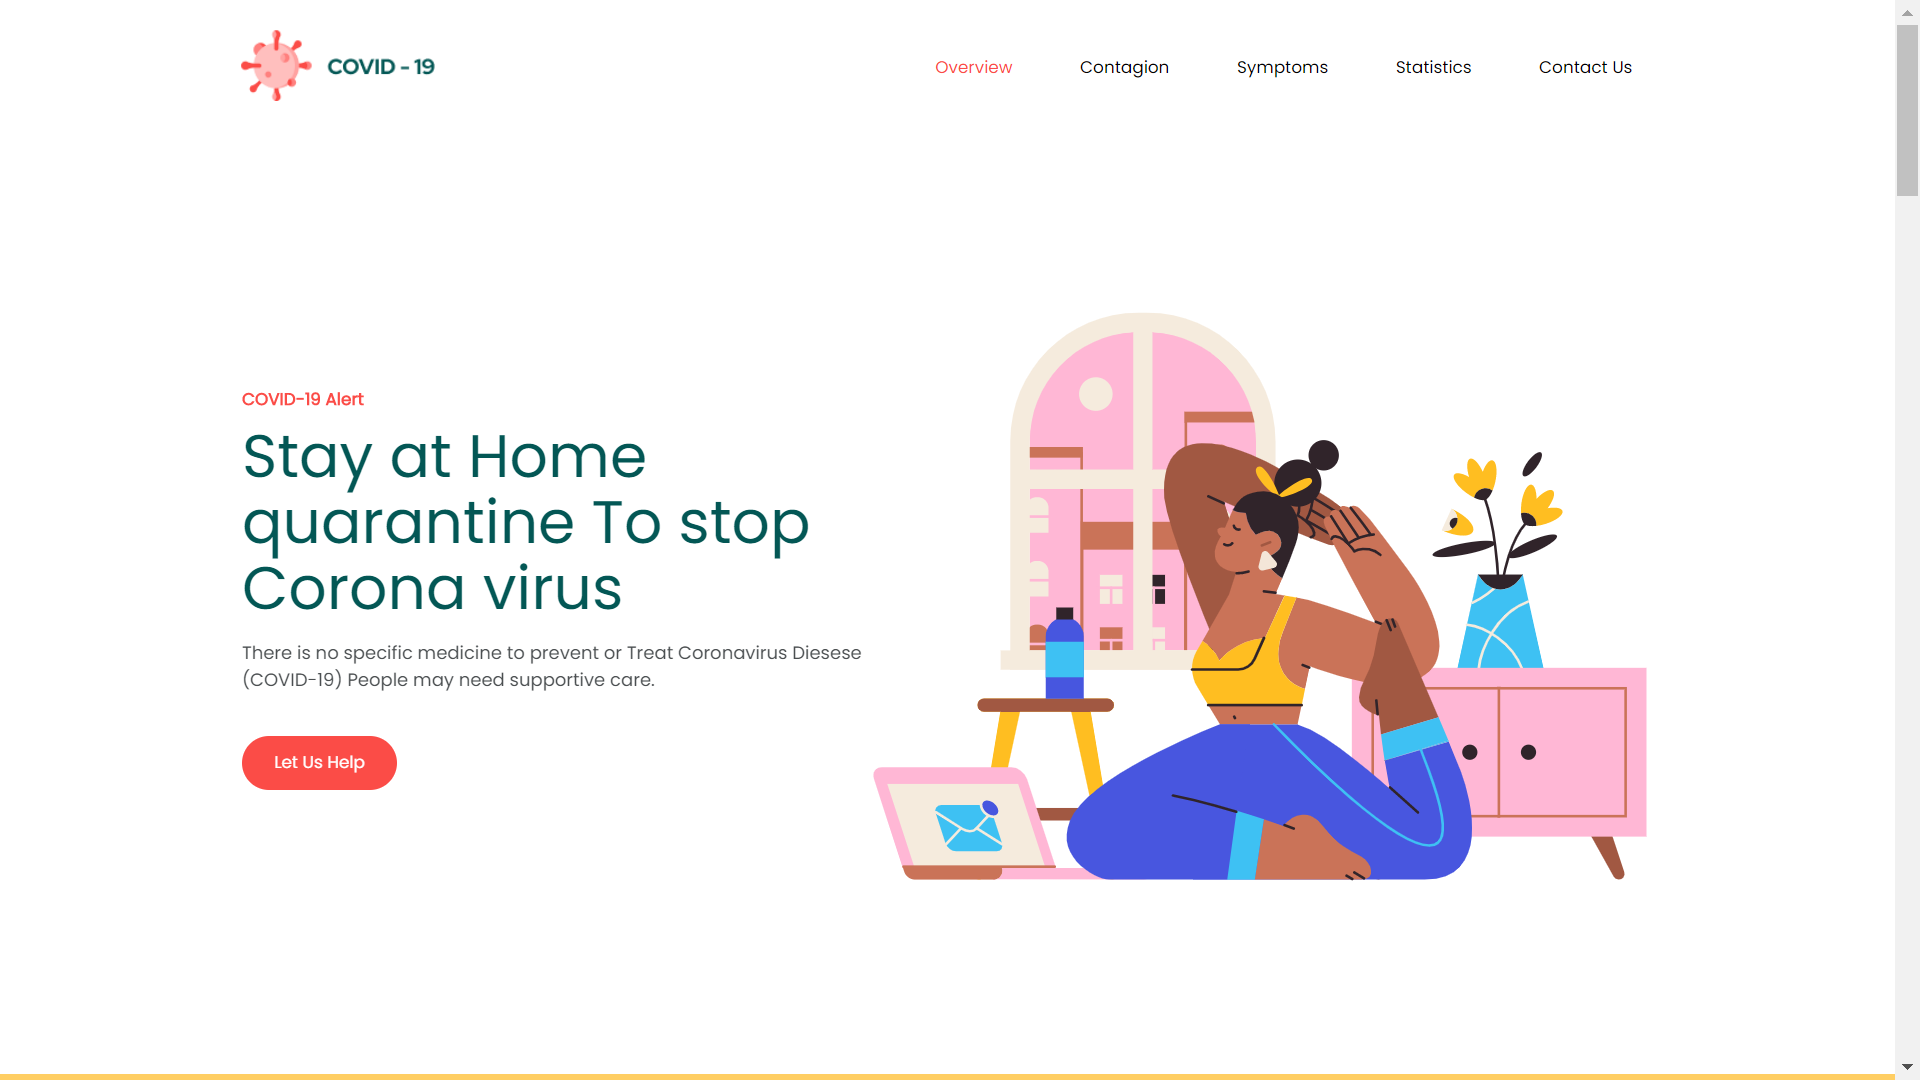 COVID - 19
Overview
Contagion
Symptoms
Statistics
Contact Us
COVID-19 Alert
Stay at Home
quarantine To stop
Corona virus
There is no specific medicine to prevent or Treat Coronavirus Diesese
(COVID-19) People may need supportive care.
Let Us Help